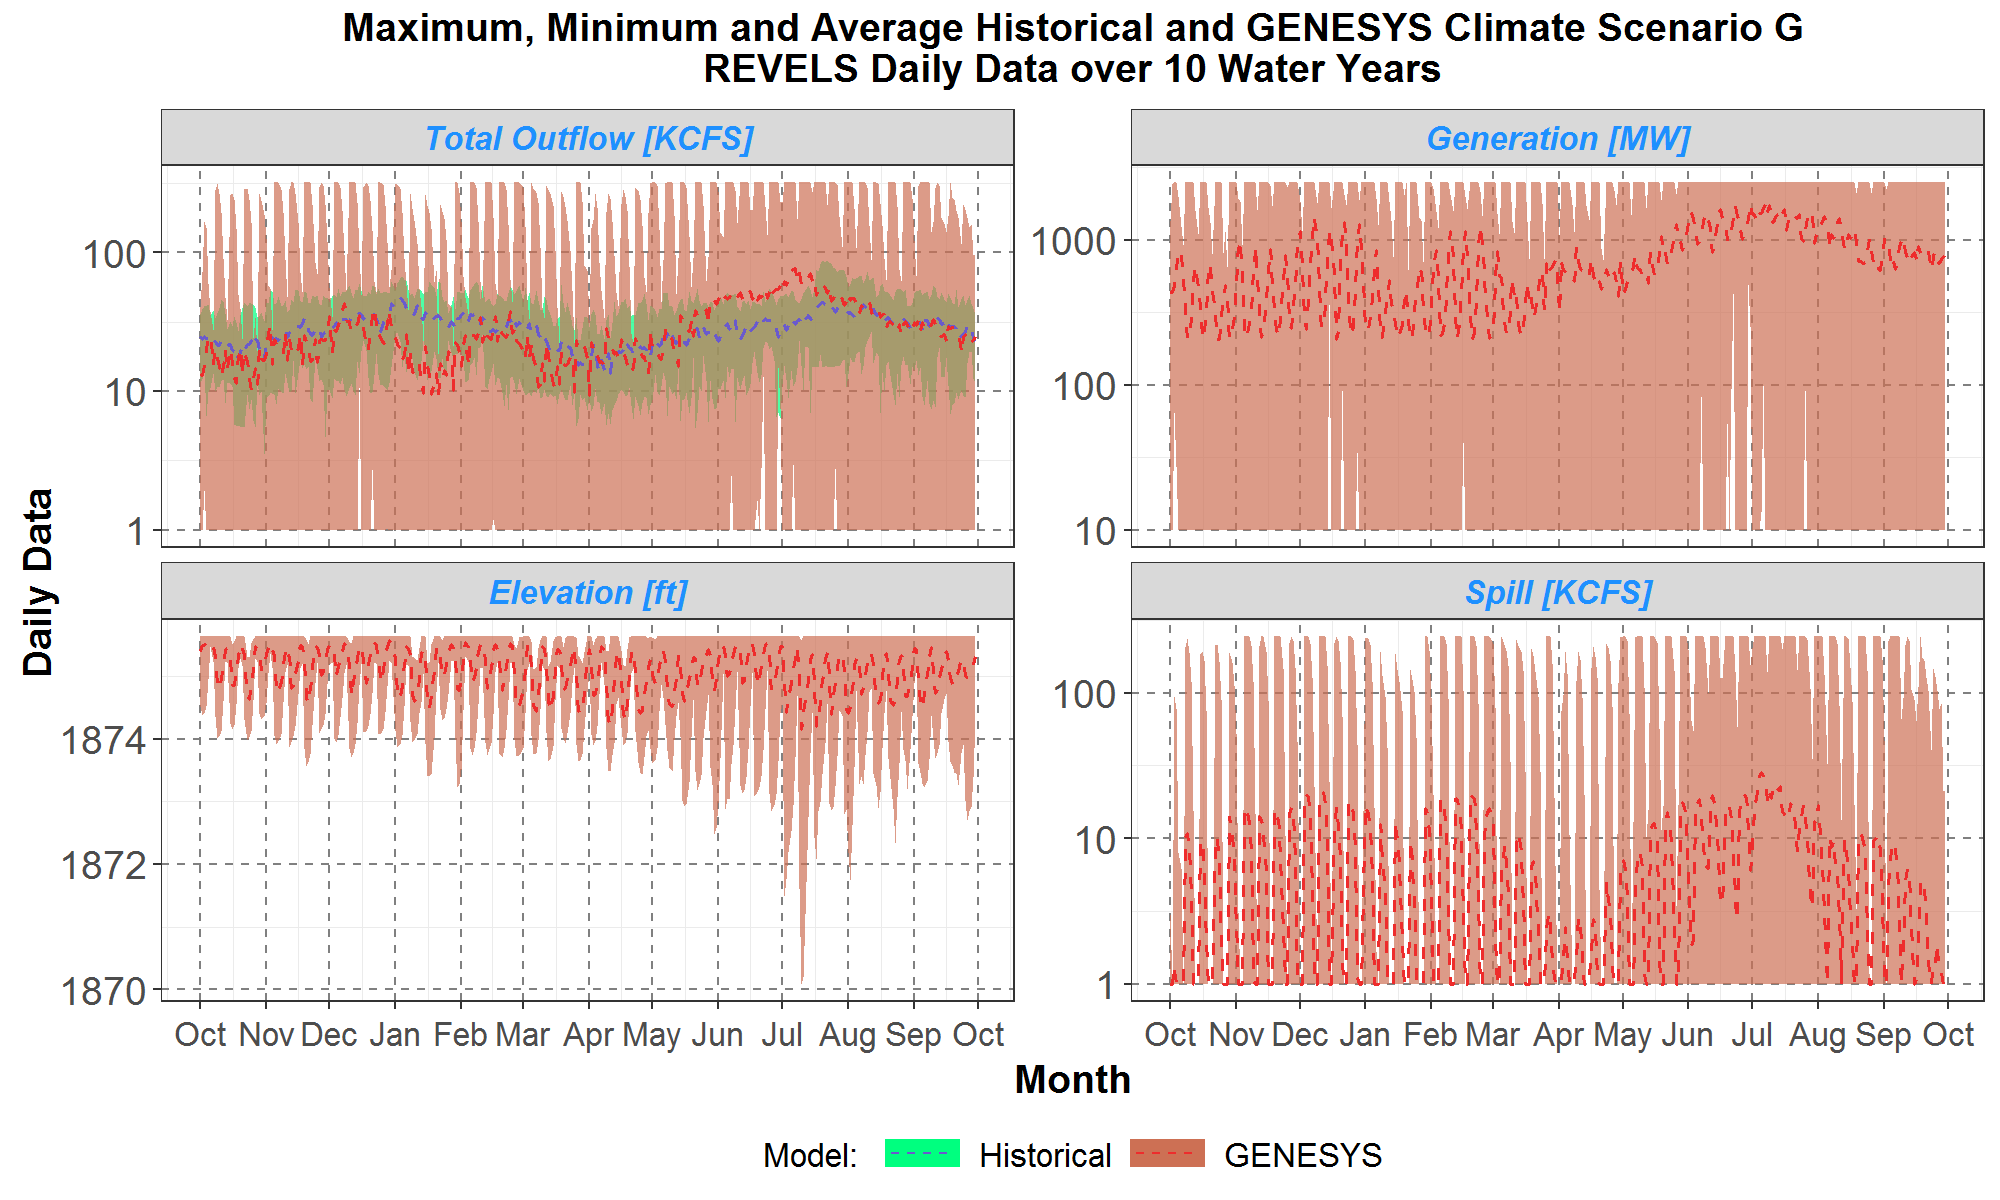 Maximum, Minimum and Average Historical and GENESYS Climate Scenario G
REVELS Daily Data over 10 Water Years
Total Outflow [KCFS]
100
10
1
Generation [MW]
1000
100
10
Elevation [ft]
1874
1872
1870
Oct Nov Dec Jan Feb Mar Apr May Jun Jul Aug Sep Oct
Spill [KCFS]
100
10
1
Oct Nov Dec Jan Feb Mar Apr May Jun Jul Aug Sep Oct
Daily Data
Month
Model: Historical GENESYS